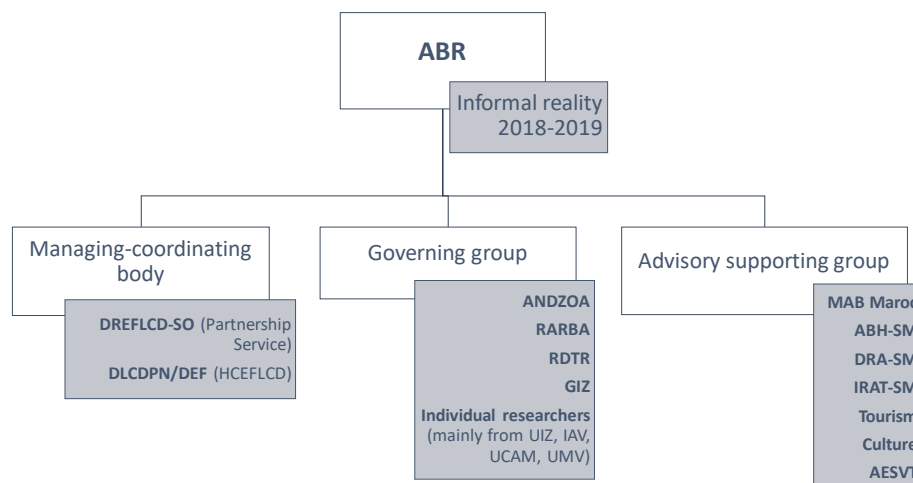 ABR
Informal reality
2018-2019
Managing-coordinating
body
DREFLCD-SO (Partnership
Service)
DLCDPN/DEF (HCEFLCD)
Governing group
ANDZOA
RARBA
RDTR
GIZ
Individual researchers
(mainly from UIZ, IAV,
UCAM, UMV)
Advisory supporting group
MAB Maroc
ABH-SM
DRA-SM
IRAT-SM
Tourism
Culture
AESVT